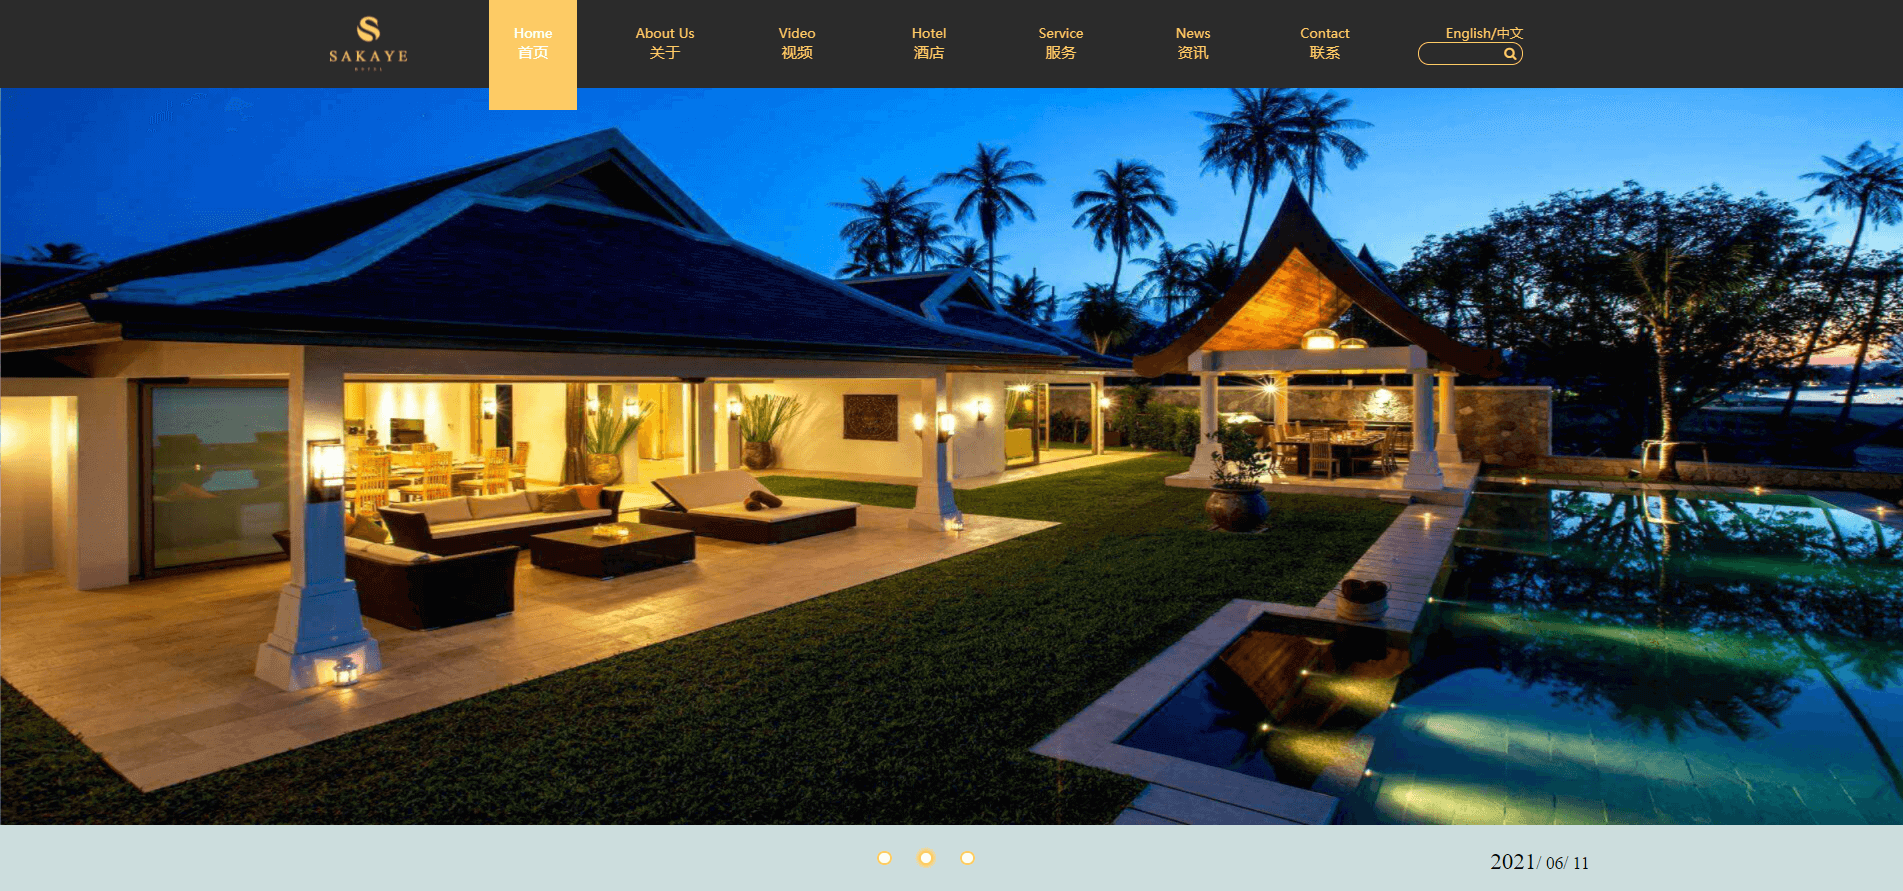 SAKAYE
HOTEL
Home
首页
About Us
关于
Video
视频
Hotel
酒店
Service
服务
News
资讯
Contact
联系
English/中文
2021/ 06/ 11